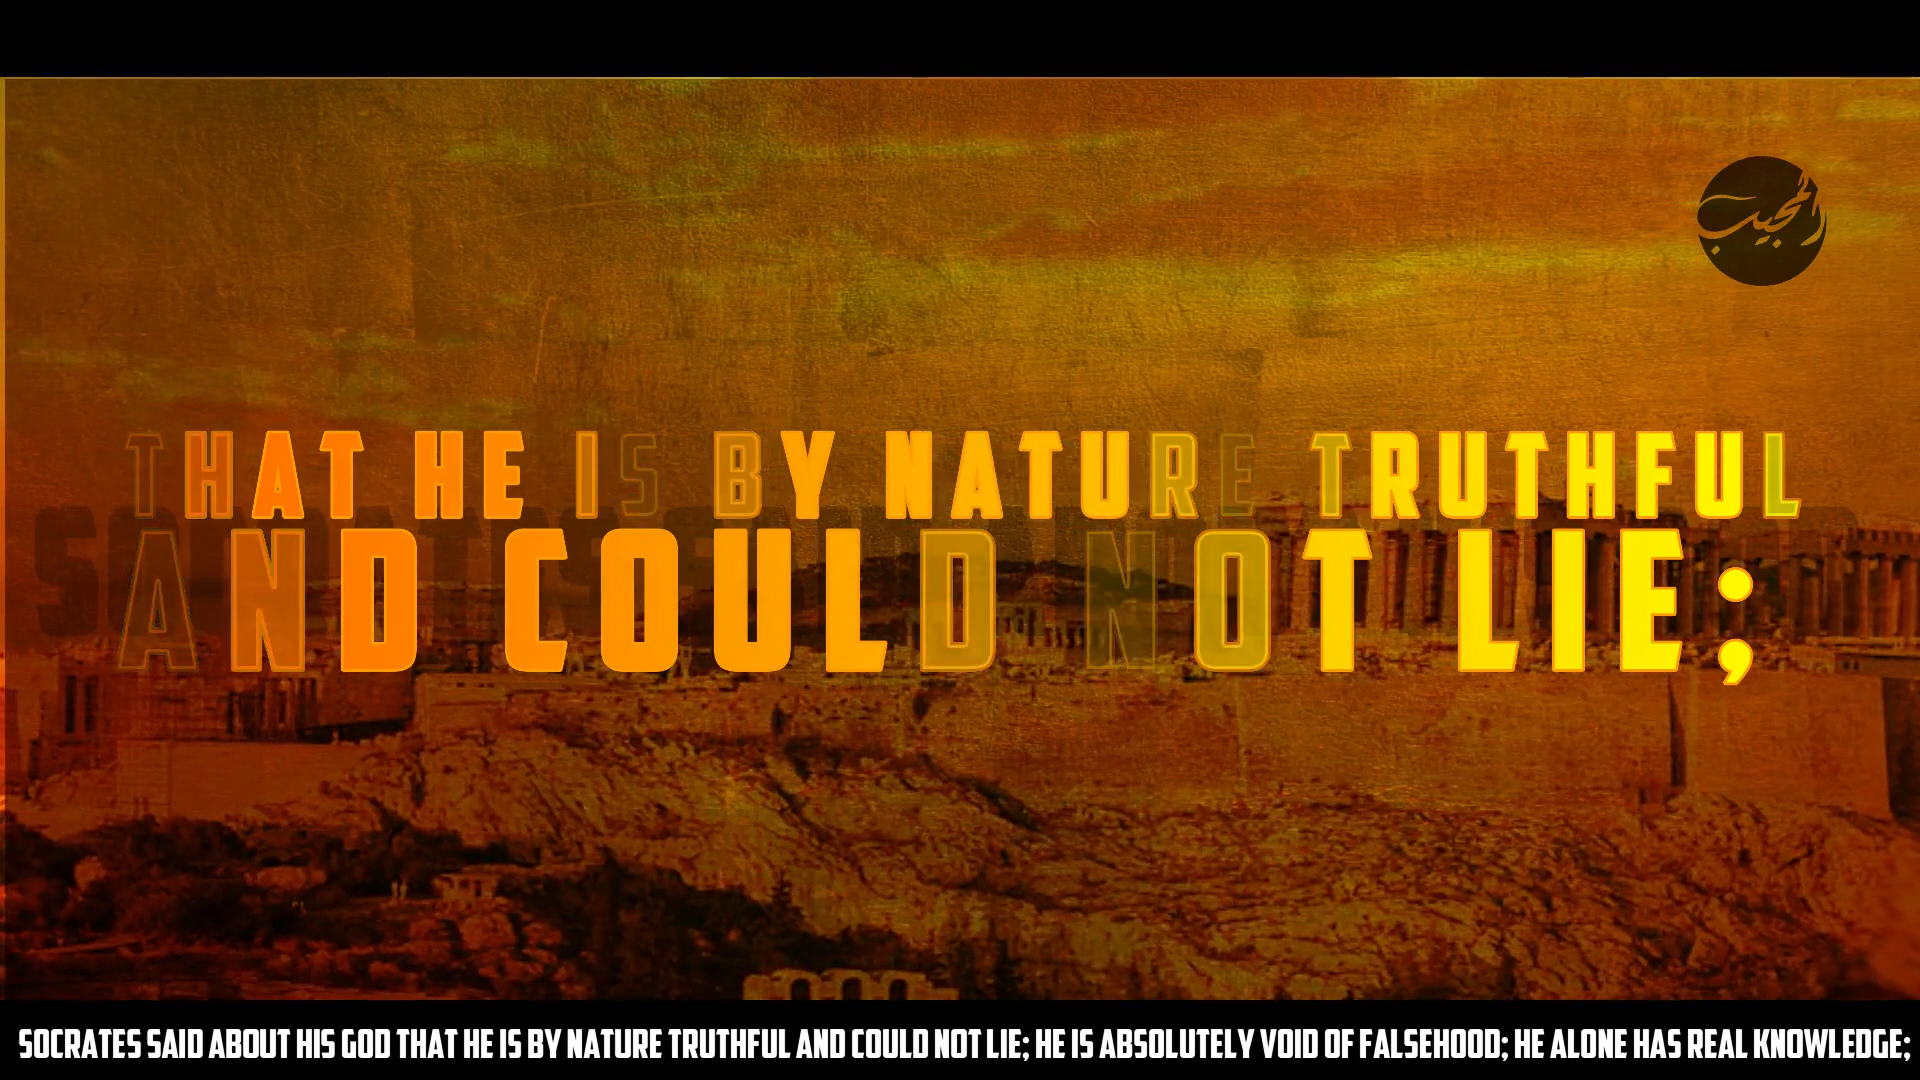 المجيب
THAT HE IS BY NATURE TRUTHFUL
AND COULD NOT LIE;
SOCRATES SAID ABOUT HIS GOD THAT HE IS BY NATURE TRUTHFUL AND COULD NOT LIE; HE IS ABSOLUTELY VOID OF FALSEHOOD; HE ALONE HAS REAL KNOWLEDGE;